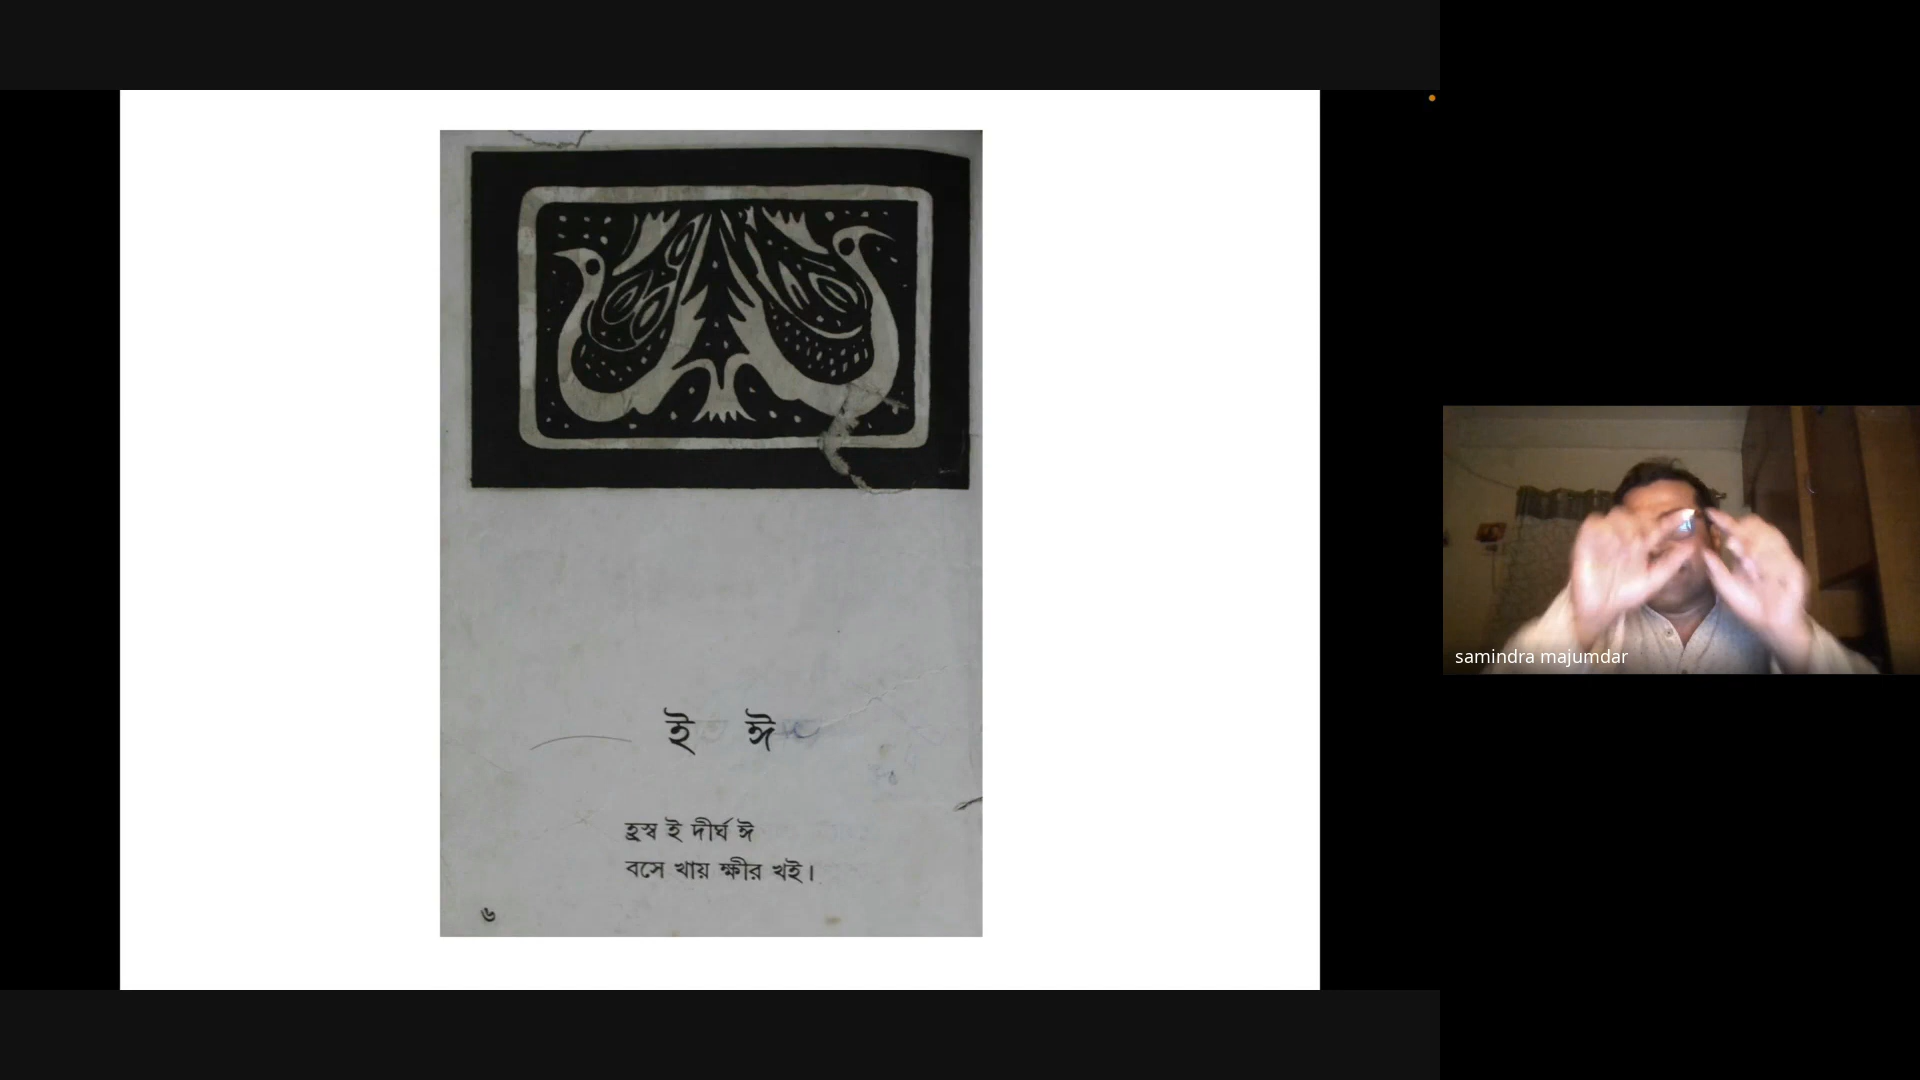 ই ঈ
হ্রস্ব ই দীর্ঘ ঈ
বসে খায় ক্ষীর খই।
৬
samindra majumdar